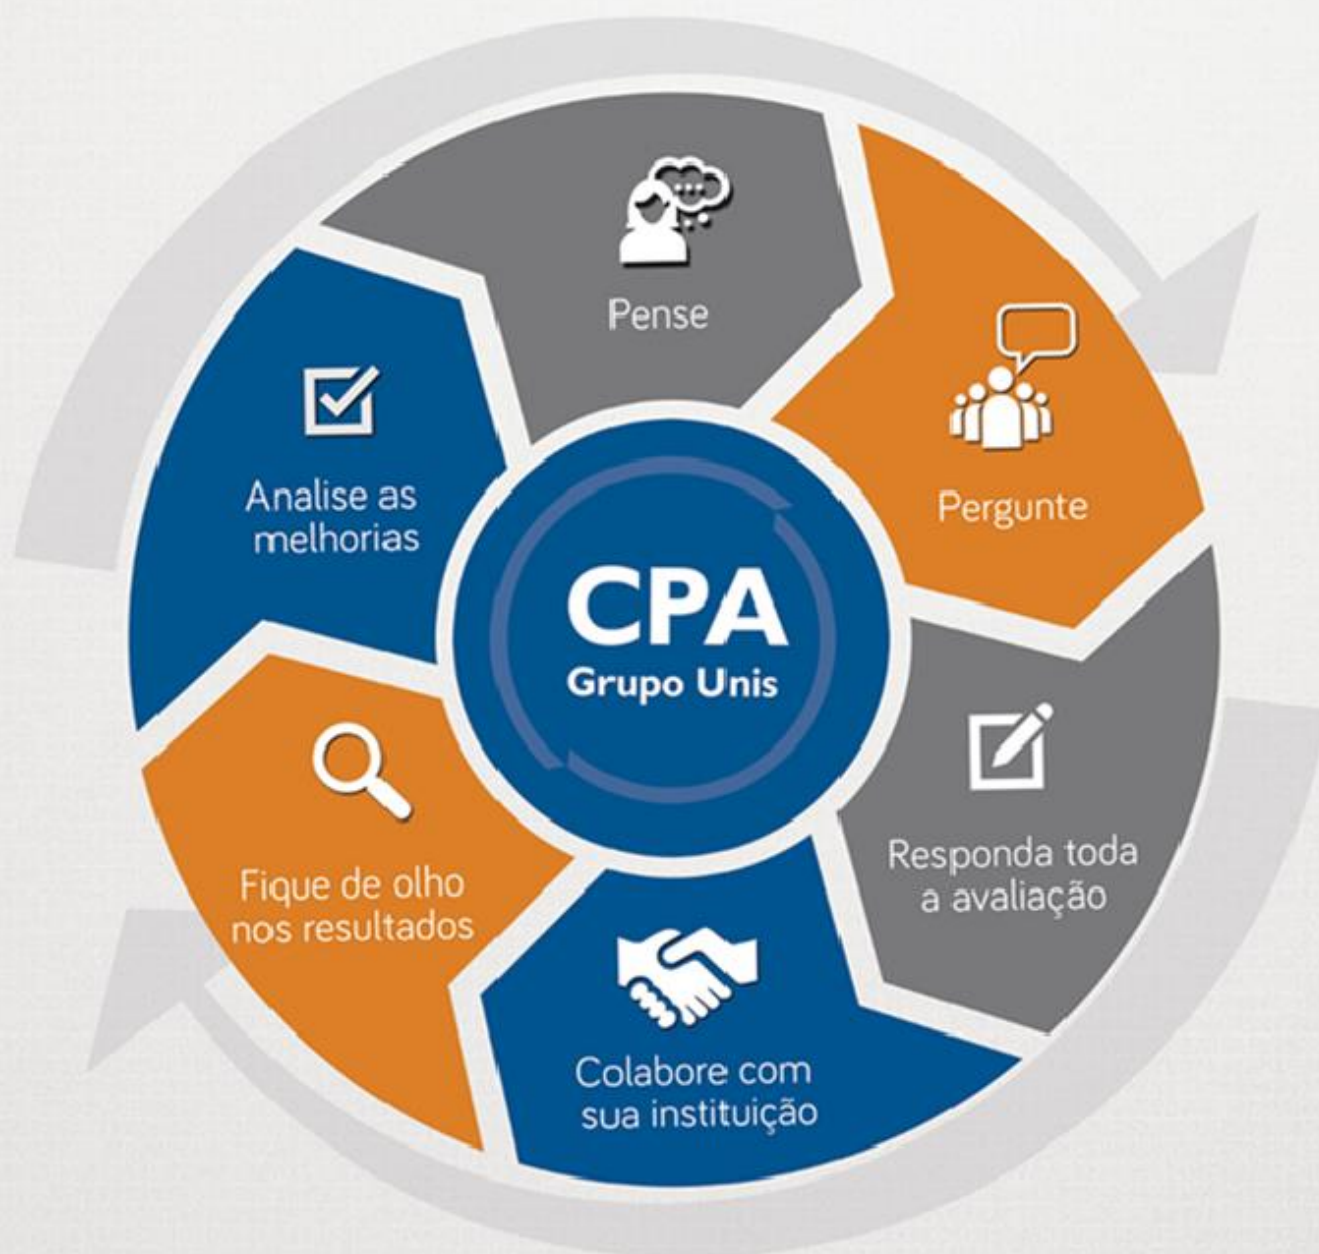 Pense
Pergunte
Responda toda
a avaliação
Colabore com
sua instituição
Fique de olho
nos resultados
Analise as
melhorias
CPA
Grupo Unis